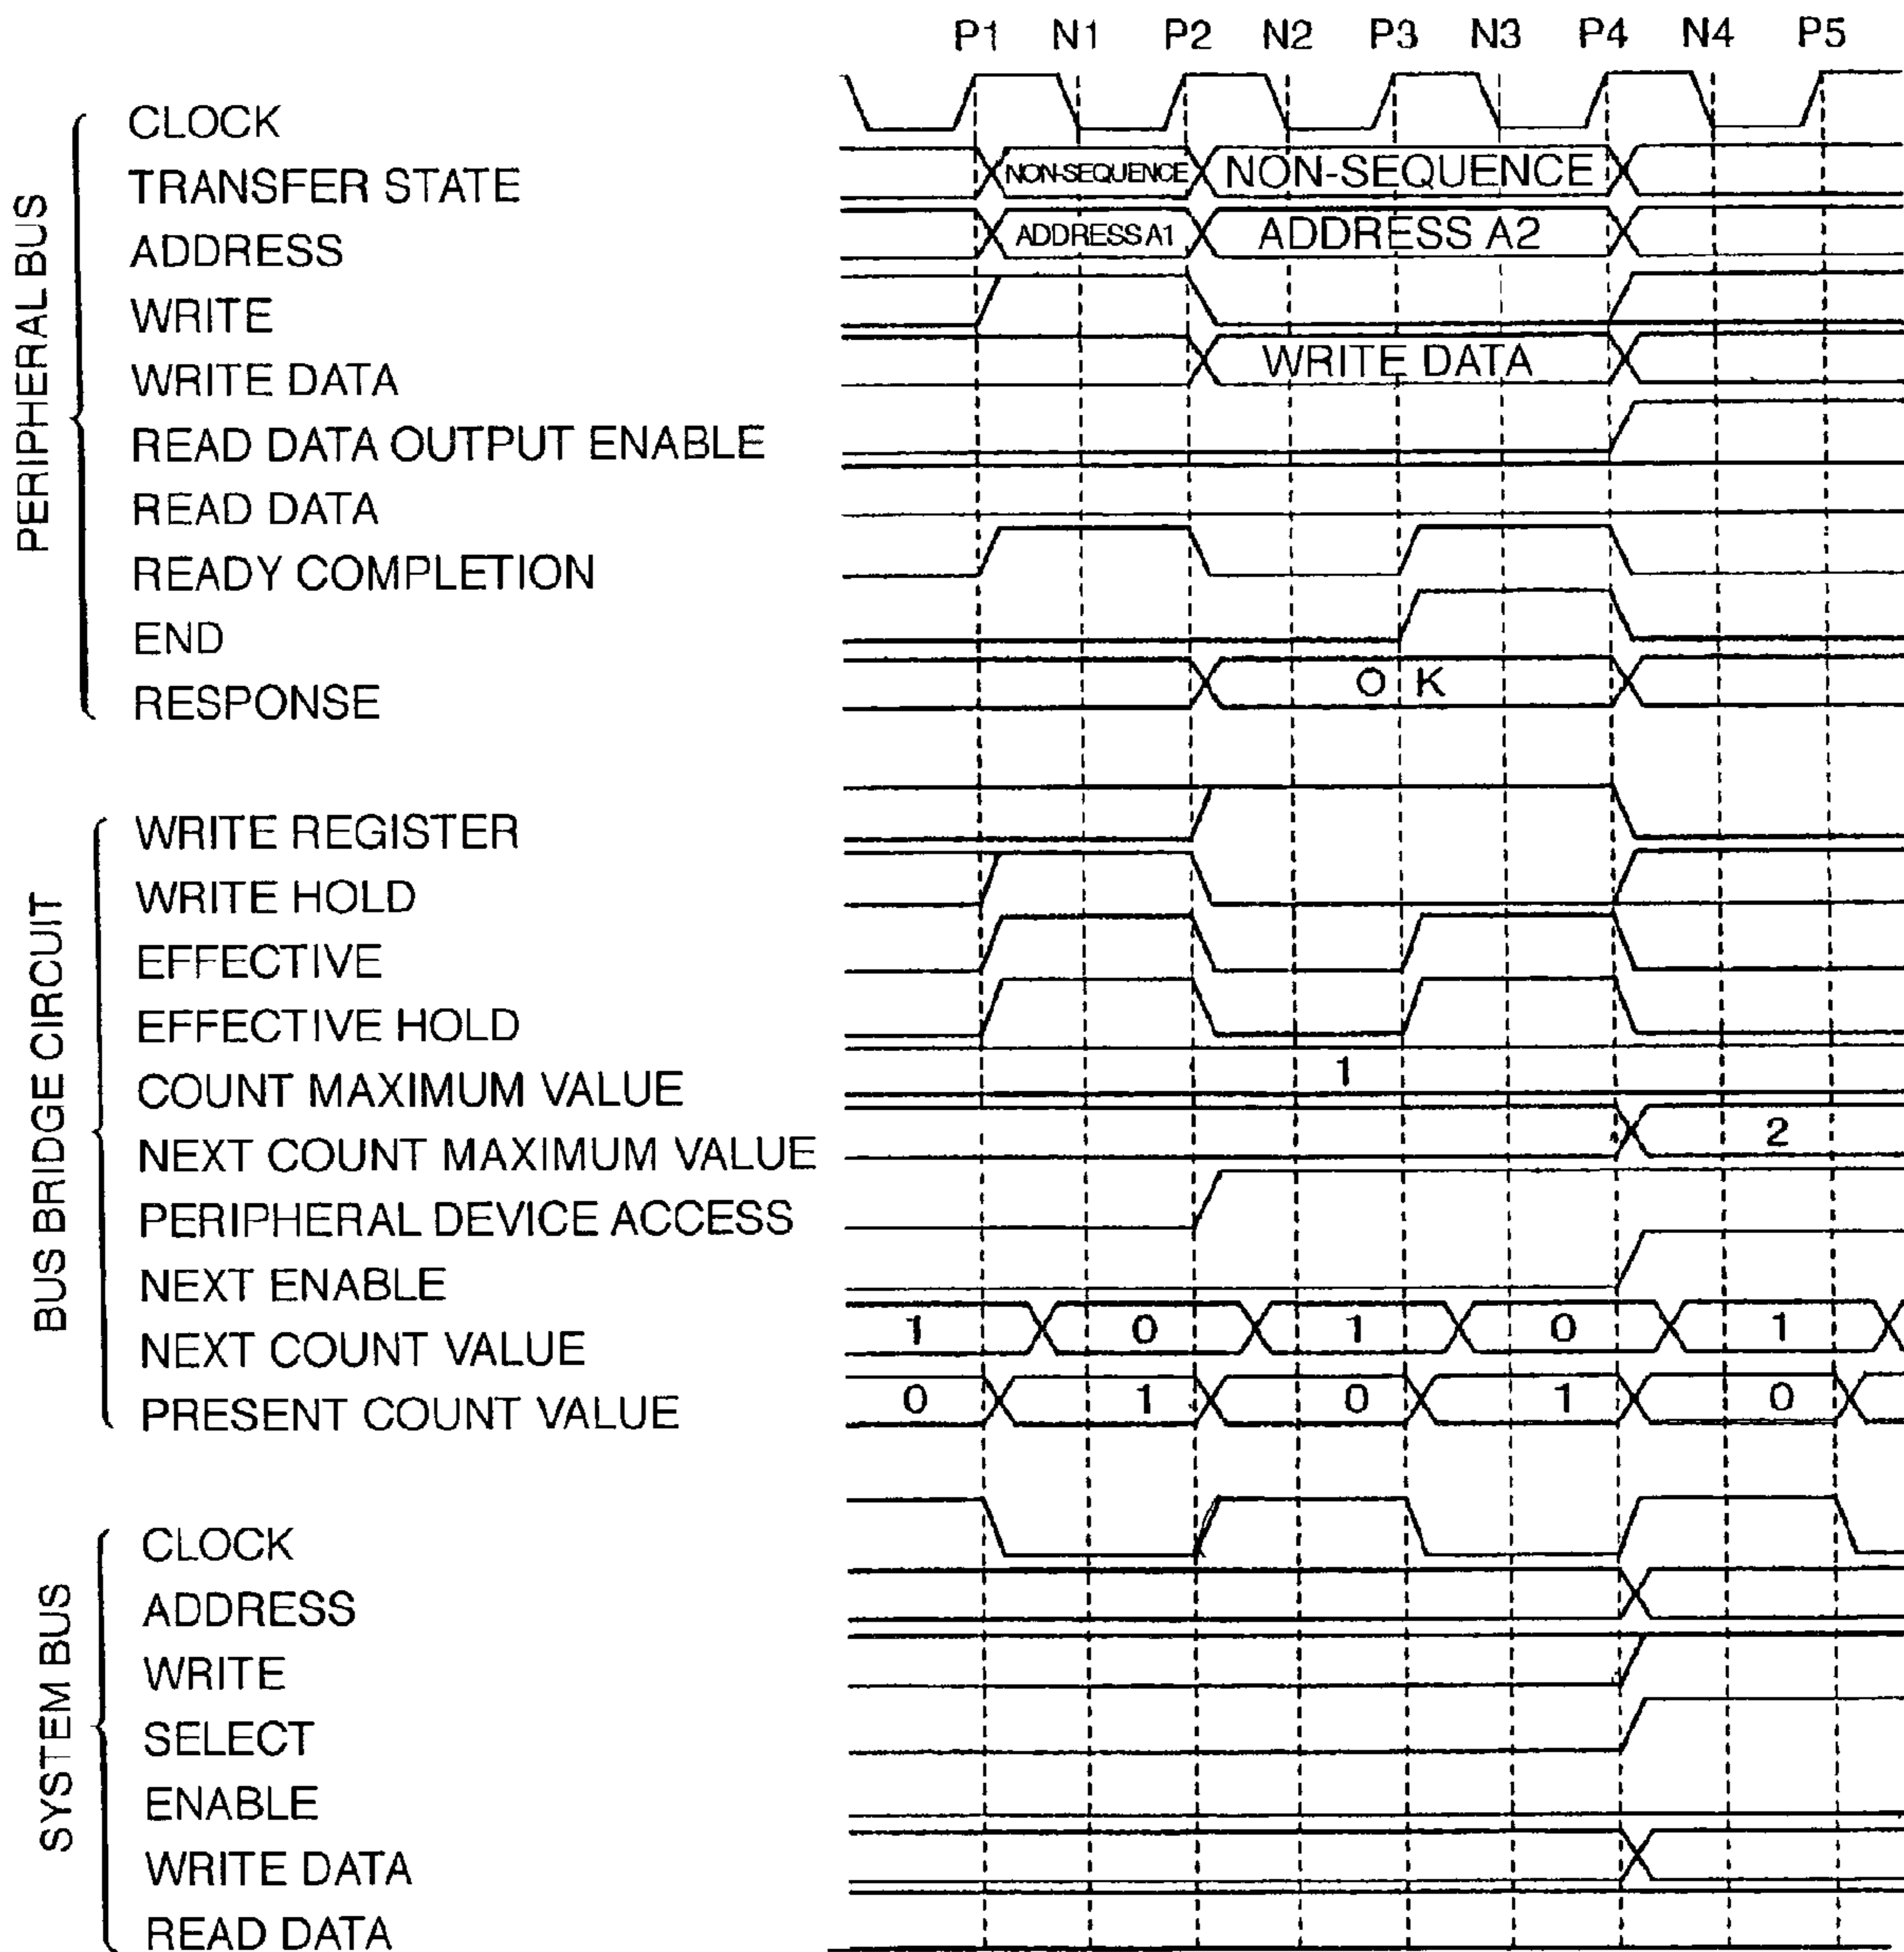 P1 N1 P2 N2 P3 N3 P4 N4 P5
PERIPHERAL BUS
CLOCK
TRANSFER STATE NON-SEQUENCE NON-SEQUENCE
ADDRESS ADDRESS A1 ADDRESS A2
WRITE
WRITE DATA WRITE DATA
READ DATA OUTPUT ENABLE
READ DATA
READY COMPLETION
END
RESPONSE OK
BUS BRIDGE CIRCUIT
WRITE REGISTER
WRITE HOLD
EFFECTIVE
EFFECTIVE HOLD
COUNT MAXIMUM VALUE 1
NEXT COUNT MAXIMUM VALUE 2
PERIPHERAL DEVICE ACCESS
NEXT ENABLE
NEXT COUNT VALUE 1 0 1 0 1
PRESENT COUNT VALUE 0 1 0 1 0
SYSTEM BUS
CLOCK
ADDRESS
WRITE
SELECT
ENABLE
WRITE DATA
READ DATA